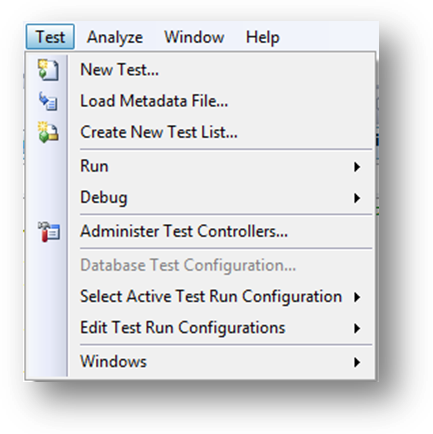 Test Analyze Window Help
New Test...
Load Metadata File...
Create New Test List...
Run
Debug
Administer Test Controllers...
Database Test Configuration...
Select Active Test Run Configuration
Edit Test Run Configurations
Windows